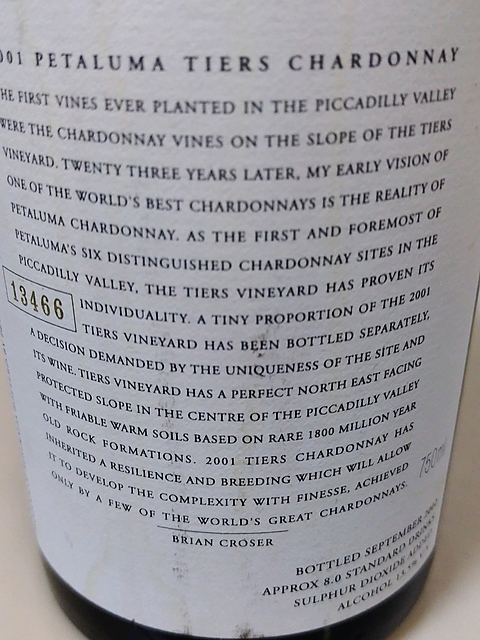 001 PETALUMA TIERS CHARDONNAY
HE FIRST VINES EVER PLANTED IN THE PICCADILLY VALLEY
WERE THE CHARDONNAY VINES ON THE SLOPE OF THE TIERS
VINEYARD. TWENTY THREE YEARS LATER, MY EARLY VISION OF
ONE OF THE WORLD'S BEST CHARDONNAYS IS THE REALITY OF
PETALUMA CHARDONNAY. AS THE FIRST AND FOREMOST OF
PETALUMA'S SIX DISTINGUISHED CHARDONNAY SITES IN THE
PICCADILLY VALLEY, THE TIERS VINEYARD HAS PROVEN ITS
13466
INDIVIDUALITY. A TINY PROPORTION OF THE 2001
TIERS VINEYARD HAS BEEN BOTTLED SEPARATELY,
A DECISION DEMANDED BY THE UNIQUENESS OF THE SITE AND
ITS WINE. TIERS VINEYARD HAS A PERFECT NORTH EAST FACING
PROTECTED SLOPE IN THE CENTRE OF THE PICCADILLY VALLEY
WITH FRIABLE WARM SOILS BASED ON RARE 1800 MILLION YEAR
OLD ROCK FORMATIONS. 2001 TIERS CHARDONNAY HAS
INHERITED A RESILIENCE AND BREEDING WHICH WILL ALLOW
IT TO DEVELOP THE COMPLEXITY WITH FINESSE, ACHIEVED
ONLY BY A FEW OF THE WORLD'S GREAT CHARDONNAYS.
750ml
BRIAN CROSER
BOTTLED SEPTEMBER
APPROX 8.0 STANDARD DRINKS
SULPHUR DIOXIDE ADDED
ALCOHOL